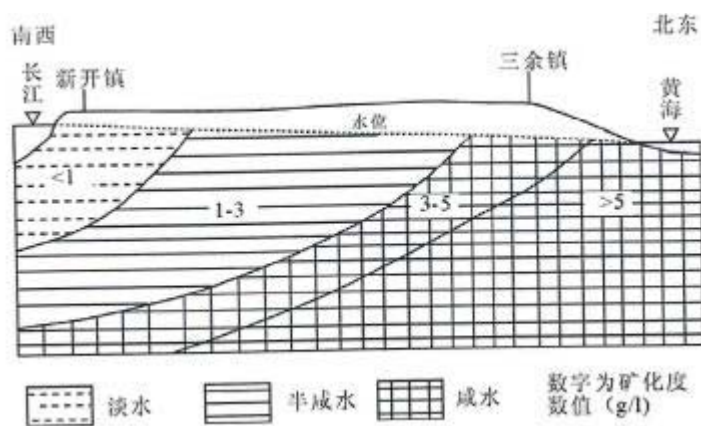 南西
北东
长江
新开镇
三余镇
黄海
水位
<1
1-3
3-5
>5
淡水
半咸水
咸水
数字为矿化度
数值（g/l)